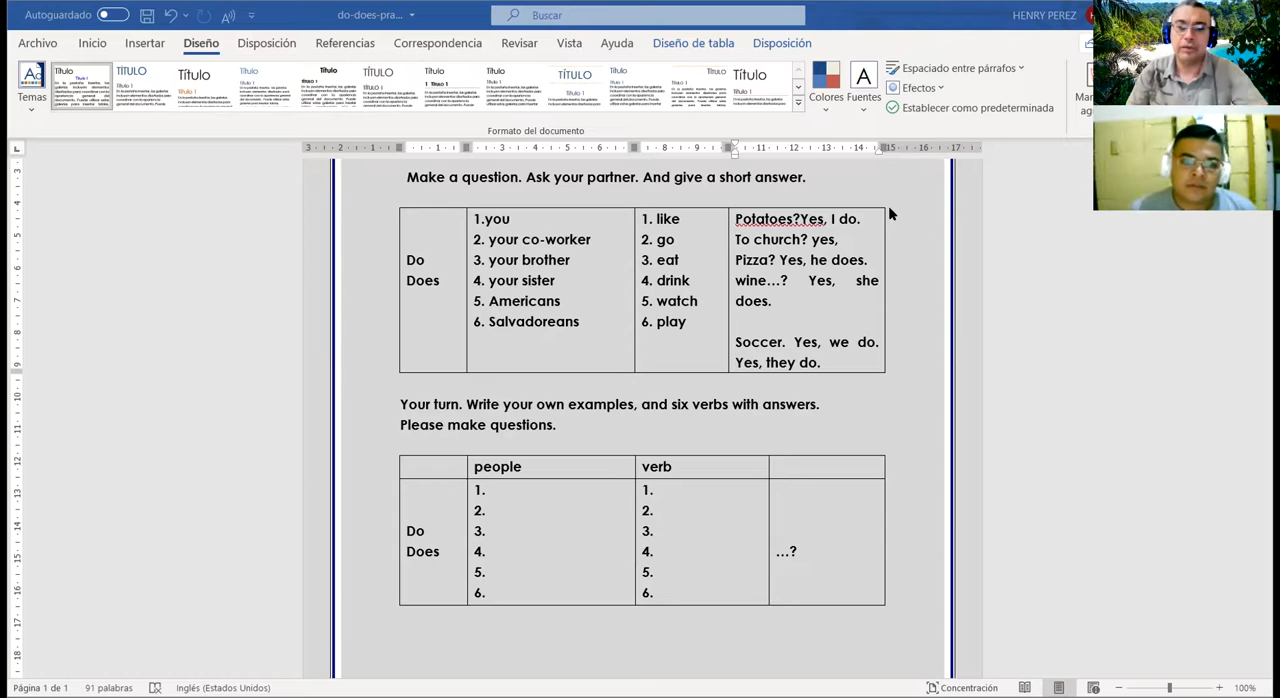 Autoguardado
do-does-pra...
Buscar
HENRY PEREZ
Archivo Inicio Insertar Diseño Disposición Referencias Correspondencia Revisar Vista Ayuda Diseño de tabla Disposición
Temas
Colores
Fuentes
Espaciado entre párrafos
Efectos
Establecer como predeterminada
Formato del documento
Make a question. Ask your partner. And give a short answer.
Do
Does
1.you
2. your co-worker
3. your brother
4. your sister
5. Americans
6. Salvadoreans
1. like
2. go
3. eat
4. drink
5. watch
6. play
Potatoes?Yes, I do.
To church? yes,
Pizza? Yes, he does.
wine...? Yes, she
does.
Soccer. Yes, we do.
Yes, they do.
Your turn. Write your own examples, and six verbs with answers.
Please make questions.
people verb
Do
Does
1.
2.
3.
4.
5.
6.
1.
2.
3.
4.
5.
6.
...?
Página 1 de 1 91 palabras Inglés (Estados Unidos) Concentración 100%